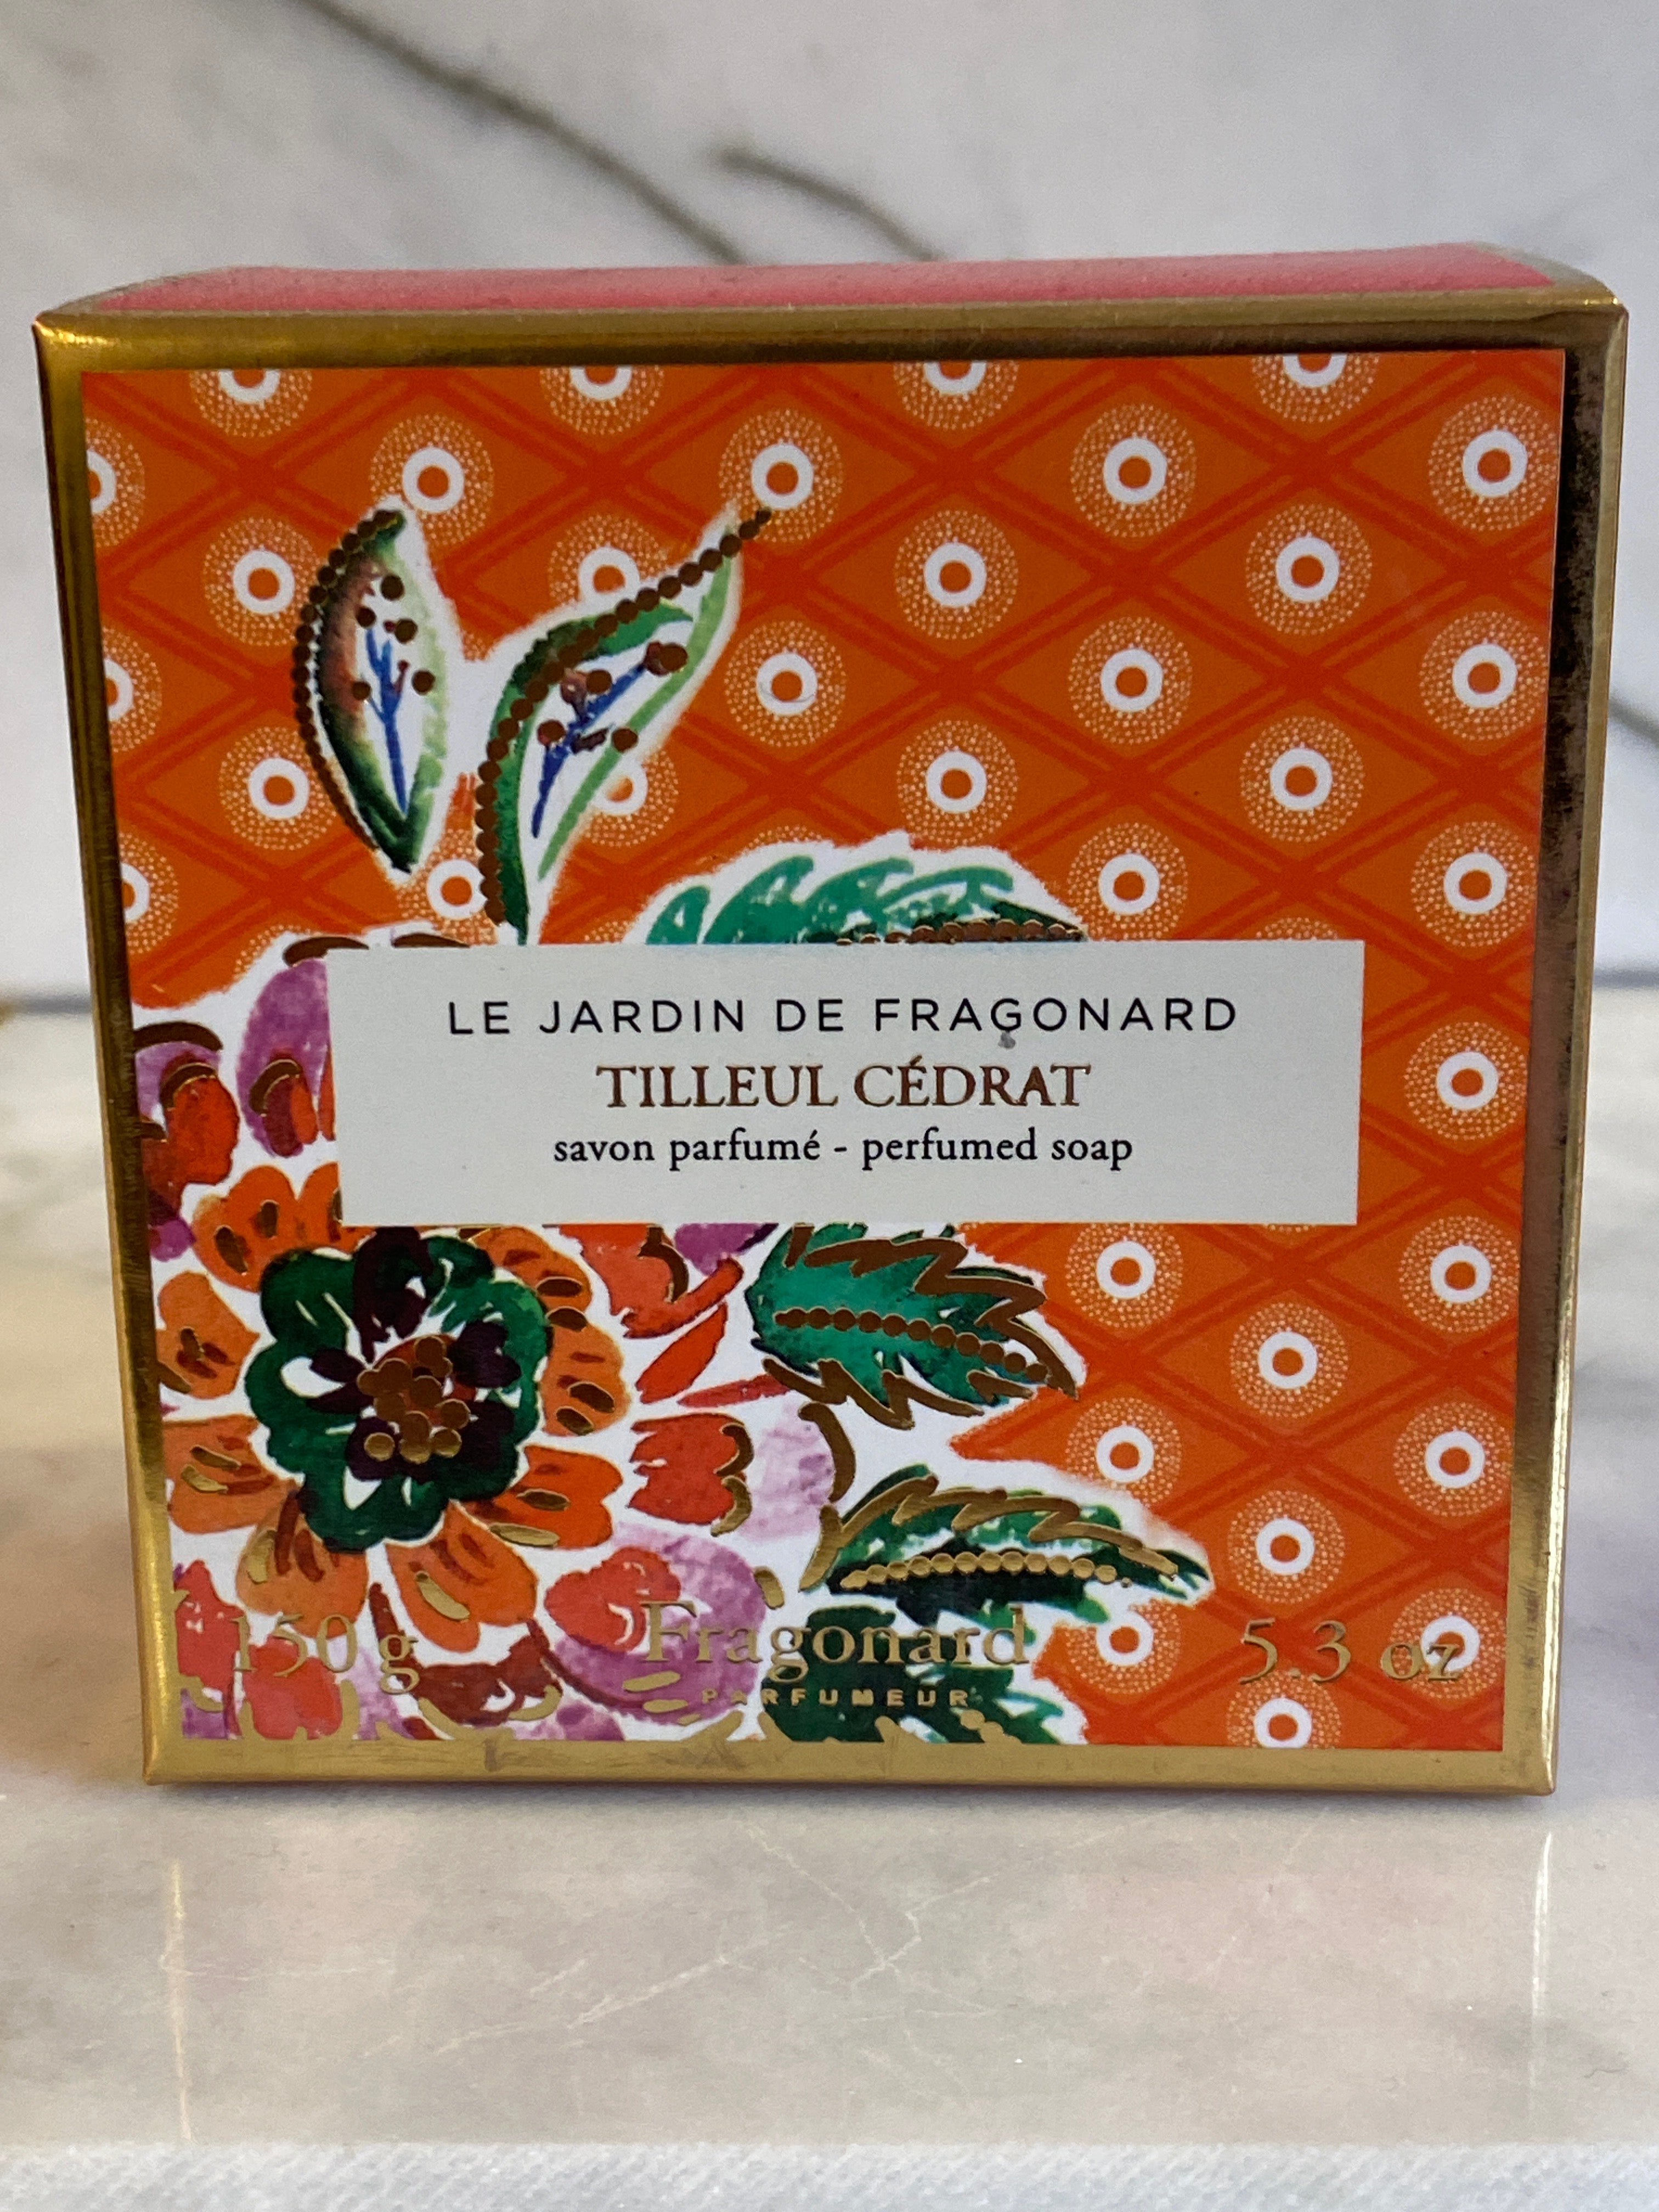 LE JARDIN DE FRAGONARD
TILLEUL CÉDRAT
savon parfumé - perfumed soap
150 g
Fragonard
PARFUMEUR
5.3 oz